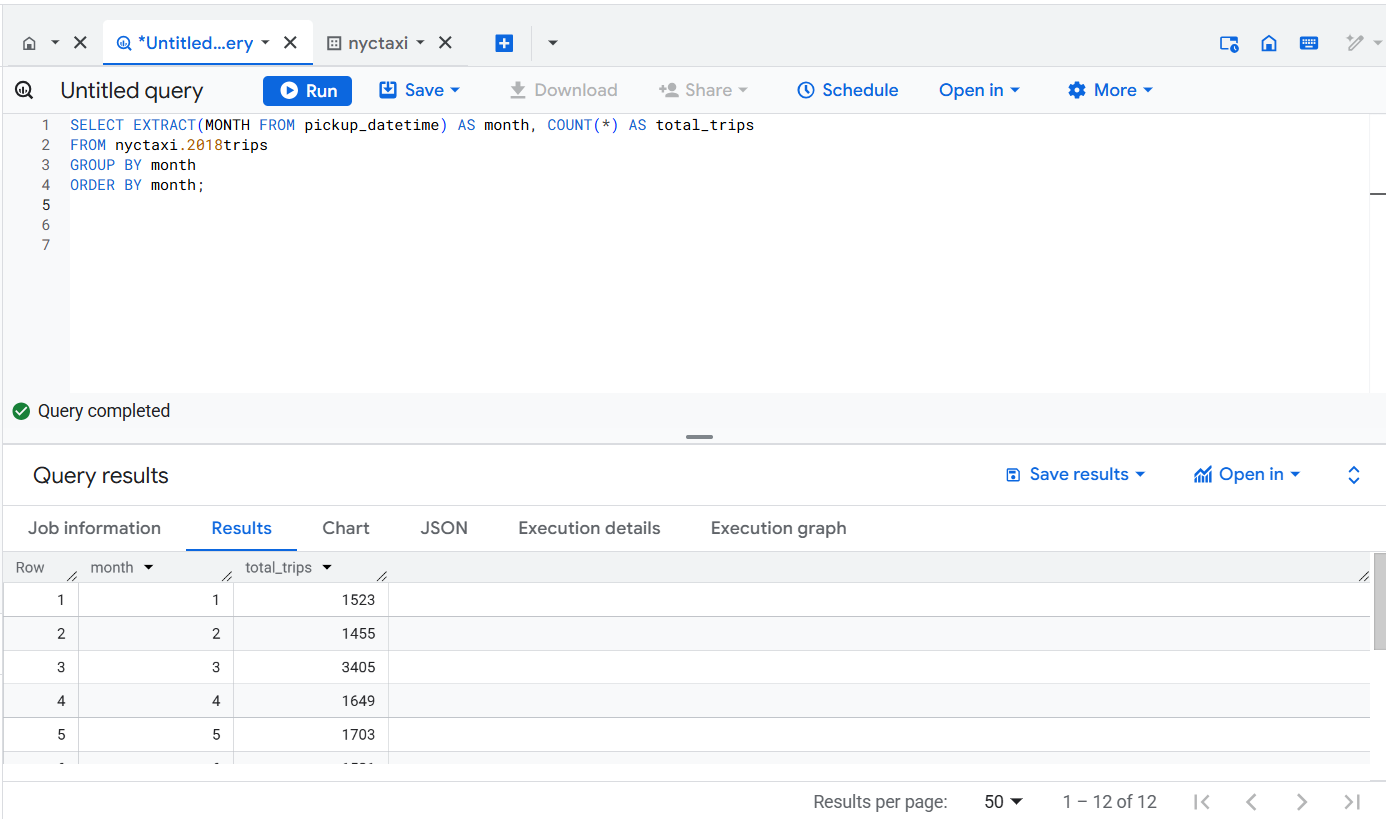 *Untitled...ery nyctaxi
Untitled query Run Save Download Share Schedule Open in More
1 SELECT EXTRACT(MONTH FROM pickup_datetime) AS month, COUNT(*) AS total_trips
2 FROM nyctaxi.2018trips
3 GROUP BY month
4 ORDER BY month;
5
6
7
Query completed
Query results Save results Open in
Job information Results Chart JSON Execution details Execution graph
Row month total_trips
1 1 1523
2 2 1455
3 3 3405
4 4 1649
5 5 1703
Results per page: 50 1 – 12 of 12